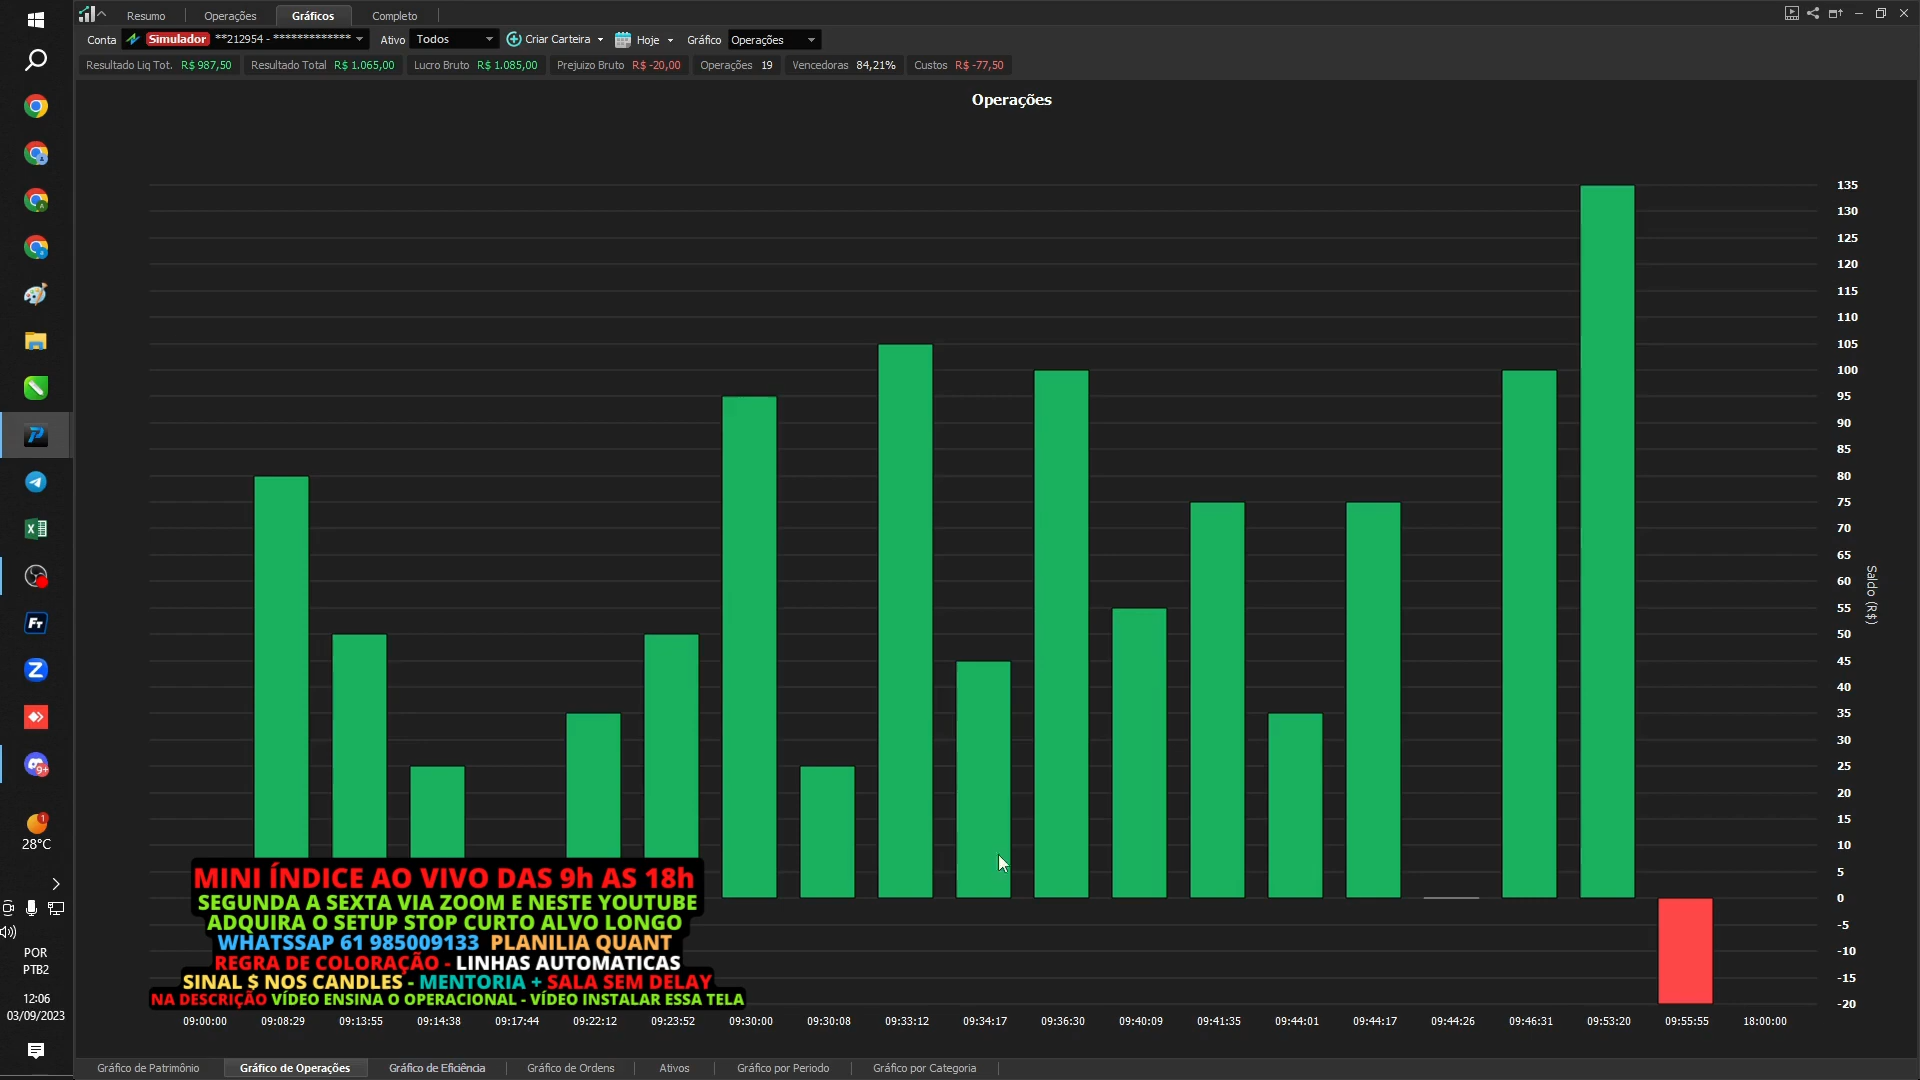 Resumo Operações Gráficos Completo
Conta Simulador **212954 - ************* Ativo Todos Criar Carteira Hoje Gráfico Operações
Resultado Liq Tot. R$ 987,50 Resultado Total R$ 1.065,00 Lucro Bruto R$ 1.085,00 Prejuizo Bruto R$ -20,00 Operações 19 Vencedoras 84,21% Custos R$ -77,50
Operações
135
130
125
120
115
110
105
100
95
90
85
80
75
70
65
60
55
50
45
40
35
30
25
20
15
10
5
0
-5
-10
-15
-20
Saldo (R$)
MINI ÍNDICE AO VIVO DAS 9h AS 18h
SEGUNDA A SEXTA VIA ZOOM E NESTE YOUTUBE
ADQUIRA O SETUP STOP CURTO ALVO LONGO
WHATSSAP 61 985009133 PLANILIA QUANT
REGRA DE COLORAÇÃO - LINHAS AUTOMATICAS
SINAL $ NOS CANDLES - MENTORIA + SALA SEM DELAY
NA DESCRIÇÃO VÍDEO ENSINA O OPERACIONAL - VÍDEO INSTALAR ESSA TELA
09:00:00 09:08:29 09:13:55 09:14:38 09:17:44 09:22:12 09:23:52 09:30:00 09:30:08 09:33:12 09:34:17 09:36:30 09:40:09 09:41:35 09:44:01 09:44:17 09:44:26 09:46:31 09:53:20 09:55:55 18:00:00
Gráfico de Patrimônio Gráfico de Operações Gráfico de Eficiência Gráfico de Ordens Ativos Gráfico por Periodo Gráfico por Categoria
Fr
Z
9+
1
28°C
POR
PTB2
12:06
03/09/2023